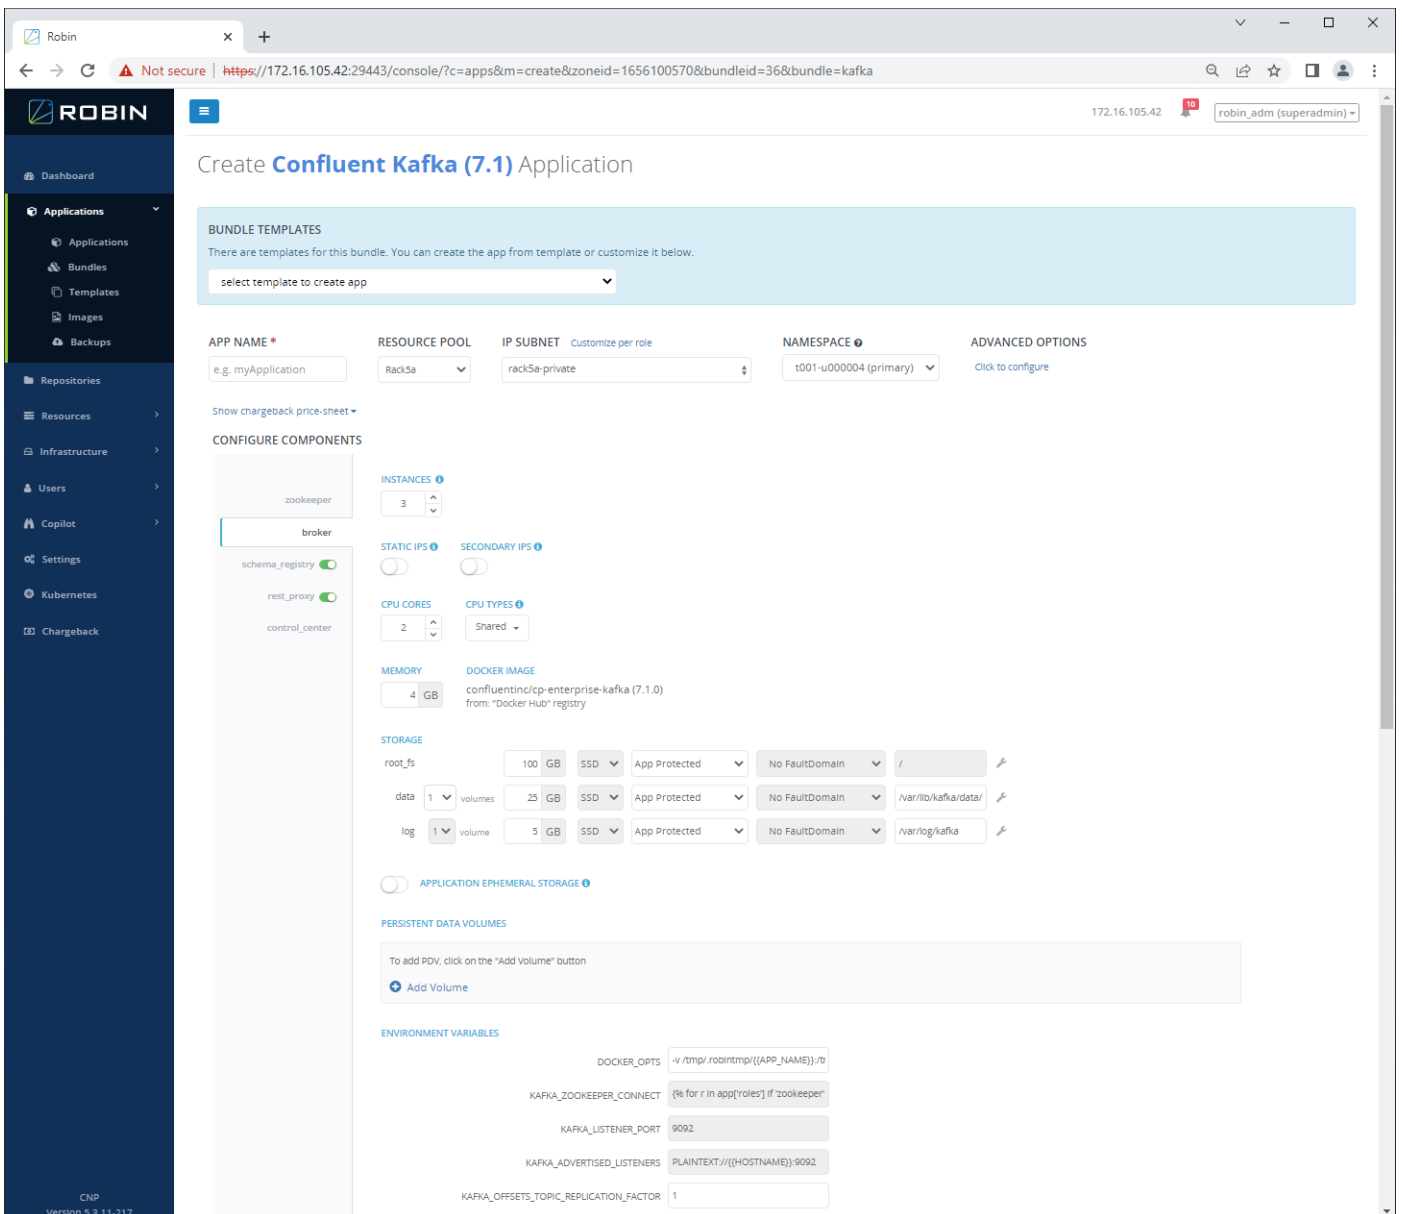 Robin
Not secure | https://172.16.105.42:29443/console/?c=apps&m=create&zoneid=1656100570&bundleid=36&bundle=kafka
ROBIN
172.16.105.42
10
robin_adm (superadmin)
Dashboard
Applications
Applications
Bundles
Templates
Images
Backups
Repositories
Resources
Infrastructure
Users
Copilot
Settings
Kubernetes
Chargeback
CNP
Version 5.3.11-217
Create Confluent Kafka (7.1) Application
BUNDLE TEMPLATES
There are templates for this bundle. You can create the app from template or customize it below.
select template to create app
APP NAME * RESOURCE POOL IP SUBNET Customize per role NAMESPACE ADVANCED OPTIONS
e.g. myApplication Rack5a rack5a-private t001-u000004 (primary) Click to configure
Show chargeback price-sheet
CONFIGURE COMPONENTS
zookeeper
broker
schema_registry
rest_proxy
control_center
INSTANCES
3
STATIC IPS SECONDARY IPS
CPU CORES CPU TYPES
2 Shared
MEMORY DOCKER IMAGE
4 GB confluentinc/cp-enterprise-kafka (7.1.0)
from: "Docker Hub" registry
STORAGE
root_fs 100 GB SSD App Protected No FaultDomain /
data 1 volumes 25 GB SSD App Protected No FaultDomain /var/lib/kafka/data/
log 1 volume 5 GB SSD App Protected No FaultDomain /var/log/kafka
APPLICATION EPHEMERAL STORAGE
PERSISTENT DATA VOLUMES
To add PDV, click on the "Add Volume" button
Add Volume
ENVIRONMENT VARIABLES
DOCKER_OPTS -v /tmp/.robintmp/{{APP_NAME}}:/t
KAFKA_ZOOKEEPER_CONNECT {% for r in app['roles'] if 'zookeeper'
KAFKA_LISTENER_PORT 9092
KAFKA_ADVERTISED_LISTENERS PLAINTEXT://{{HOSTNAME}}:9092
KAFKA_OFFSETS_TOPIC_REPLICATION_FACTOR 1